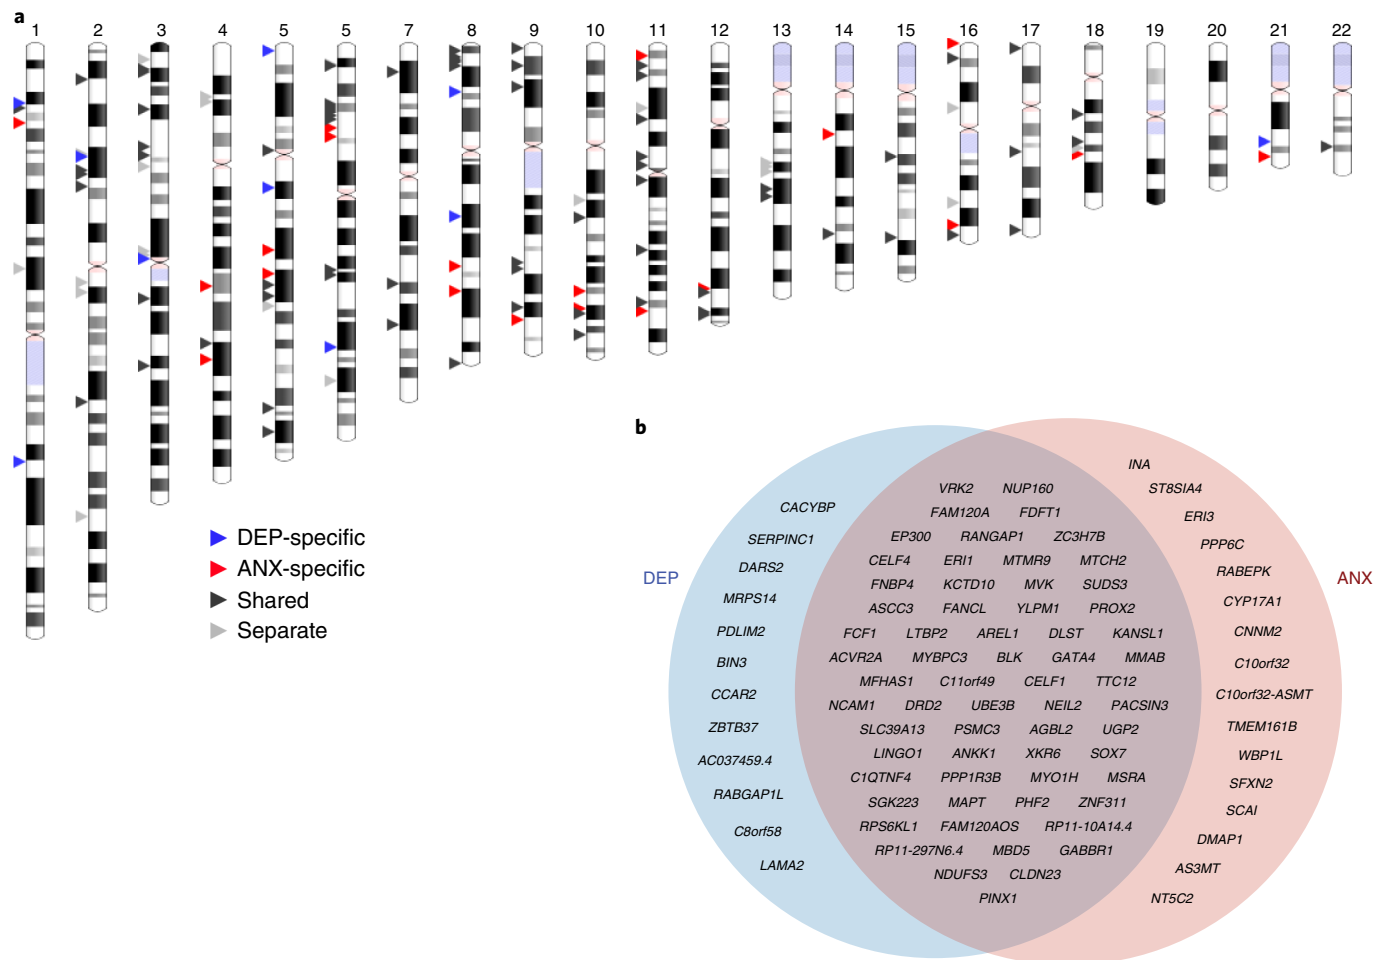 a
1 2 3 4 5 5 7 8 9 10 11 12 13 14 15 16 17 18 19 20 21 22
DEP-specific
ANX-specific
Shared
Separate
b
DEP
ANX
CACYBP
SERPINC1
DARS2
MRPS14
PDLIM2
BIN3
CCAR2
ZBTB37
AC037459.4
RABGAP1L
C8orf58
LAMA2
VRK2 NUP160
FAM120A FDFT1
EP300 RANGAP1 ZC3H7B
CELF4 ERI1 MTMR9 MTCH2
FNBP4 KCTD10 MVK SUDS3
ASCC3 FANCL YLPM1 PROX2
FCF1 LTBP2 AREL1 DLST KANSL1
ACVR2A MYBPC3 BLK GATA4 MMAB
MFHAS1 C11orf49 CELF1 TTC12
NCAM1 DRD2 UBE3B NEIL2 PACSIN3
SLC39A13 PSMC3 AGBL2 UGP2
LINGO1 ANKK1 XKR6 SOX7
C1QTNF4 PPP1R3B MYO1H MSRA
SGK223 MAPT PHF2 ZNF311
RPS6KL1 FAM120AOS RP11-10A14.4
RP11-297N6.4 MBD5 GABBR1
NDUFS3 CLDN23
PINX1
INA
ST8SIA4
ERI3
PPP6C
RABEPK
CYP17A1
CNNM2
C10orf32
C10orf32-ASMT
TMEM161B
WBP1L
SFXN2
SCAI
DMAP1
AS3MT
NT5C2